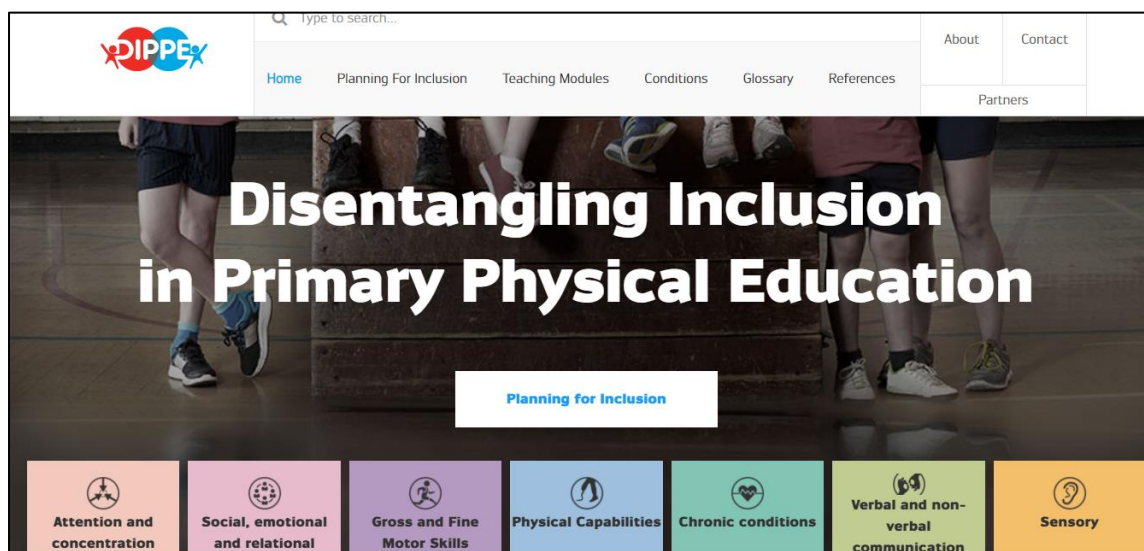 DIPPE
Type to search...
About
Contact
Home
Planning For Inclusion
Teaching Modules
Conditions
Glossary
References
Partners
Disentangling Inclusion
in Primary Physical Education
Planning for Inclusion
Attention and
concentration
Social, emotional
and relational
Gross and Fine
Motor Skills
Physical Capabilities
Chronic conditions
Verbal and non-
verbal
communication
Sensory